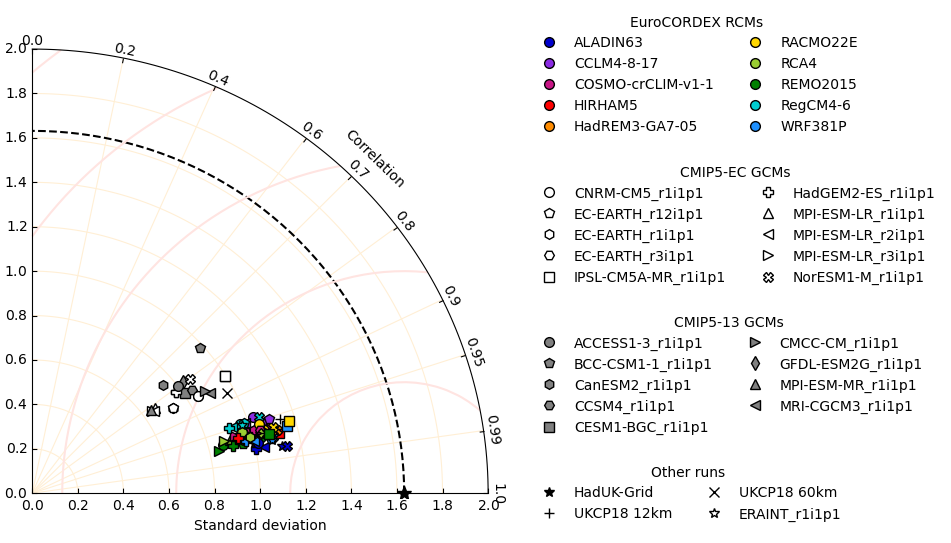 EuroCORDEX RCMs
ALADIN63
RACMO22E
CCLM4-8-17
RCA4
COSMO-crCLIM-v1-1
REMO2015
HIRHAM5
RegCM4-6
HadREM3-GA7-05
WRF381P
CMIP5-EC GCMs
CNRM-CM5_r1i1p1
HadGEM2-ES_r1i1p1
EC-EARTH_r12i1p1
MPI-ESM-LR_r1i1p1
EC-EARTH_r1i1p1
MPI-ESM-LR_r2i1p1
EC-EARTH_r3i1p1
MPI-ESM-LR_r3i1p1
IPSL-CM5A-MR_r1i1p1
NorESM1-M_r1i1p1
CMIP5-13 GCMs
ACCESS1-3_r1i1p1
CMCC-CM_r1i1p1
BCC-CSM1-1_r1i1p1
GFDL-ESM2G_r1i1p1
CanESM2_r1i1p1
MPI-ESM-MR_r1i1p1
CCSM4_r1i1p1
MRI-CGCM3_r1i1p1
CESM1-BGC_r1i1p1
Other runs
HadUK-Grid
UKCP18 60km
UKCP18 12km
ERAINT_r1i1p1
2.0
1.8
1.6
1.4
1.2
1.0
0.8
0.6
0.4
0.2
0.0
0.0
0.2
0.4
0.6
0.7
0.8
0.9
0.95
0.99
1.0
Correlation
0.0
0.2
0.4
0.6
0.8
1.0
1.2
1.4
1.6
1.8
2.0
Standard deviation